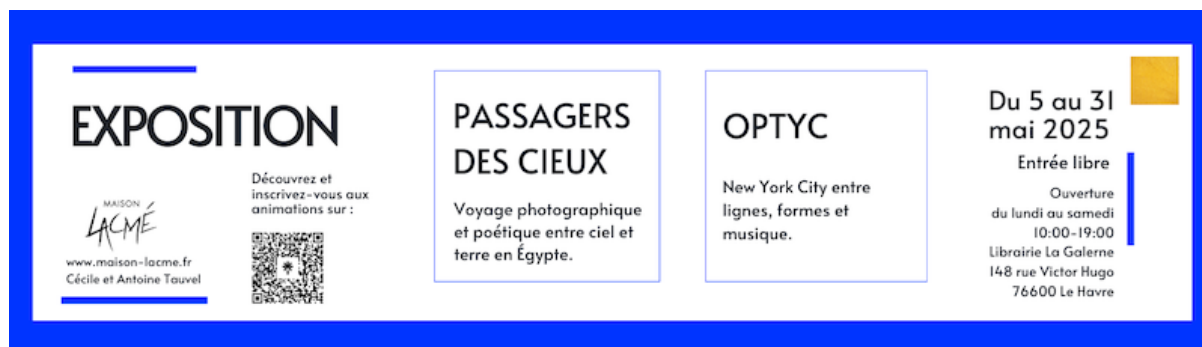 EXPOSITION
Découvrez et
inscrivez-vous aux
animations sur :
MAISON
LACMÉ
www.maison-lacme.fr
Cécile et Antoine Tauvel
PASSAGERS
DES CIEUX
Voyage photographique
et poétique entre ciel et
terre en Égypte.
OPTYC
New York City entre
lignes, formes et
musique.
Du 5 au 31
mai 2025
Entrée libre
Ouverture
du lundi au samedi
10:00-19:00
Librairie La Galerne
148 rue Victor Hugo
76600 Le Havre